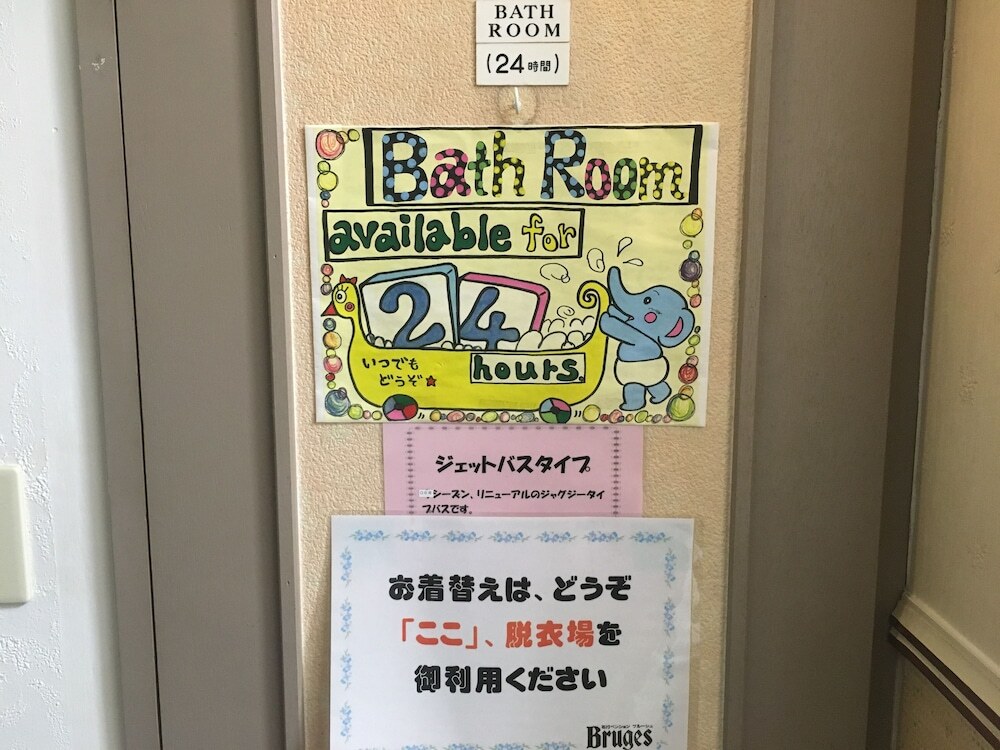 BATH
ROOM
(24時間)
Bath Room
available for
24
いつでも
どうぞ★
hours.
ジェットバスタイプ
シーズン、リニューアルのジャグジータイ
プバスです。
お着替えは、どうぞ
「ここ」、脱衣場を
御利用ください
Bruges